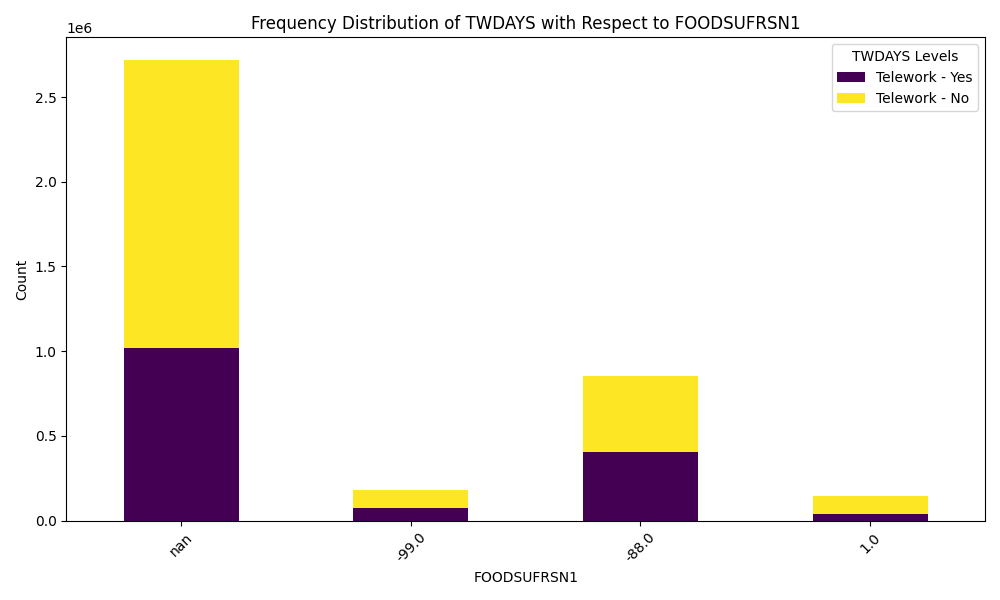 Frequency Distribution of TWDAYS with Respect to FOODSUFRSN1
1e6
TWDAYS Levels
Telework - Yes
Telework - No
2.5
2.0
1.5
1.0
0.5
0.0
Count
nan
-99.0
-88.0
1.0
FOODSUFRSN1